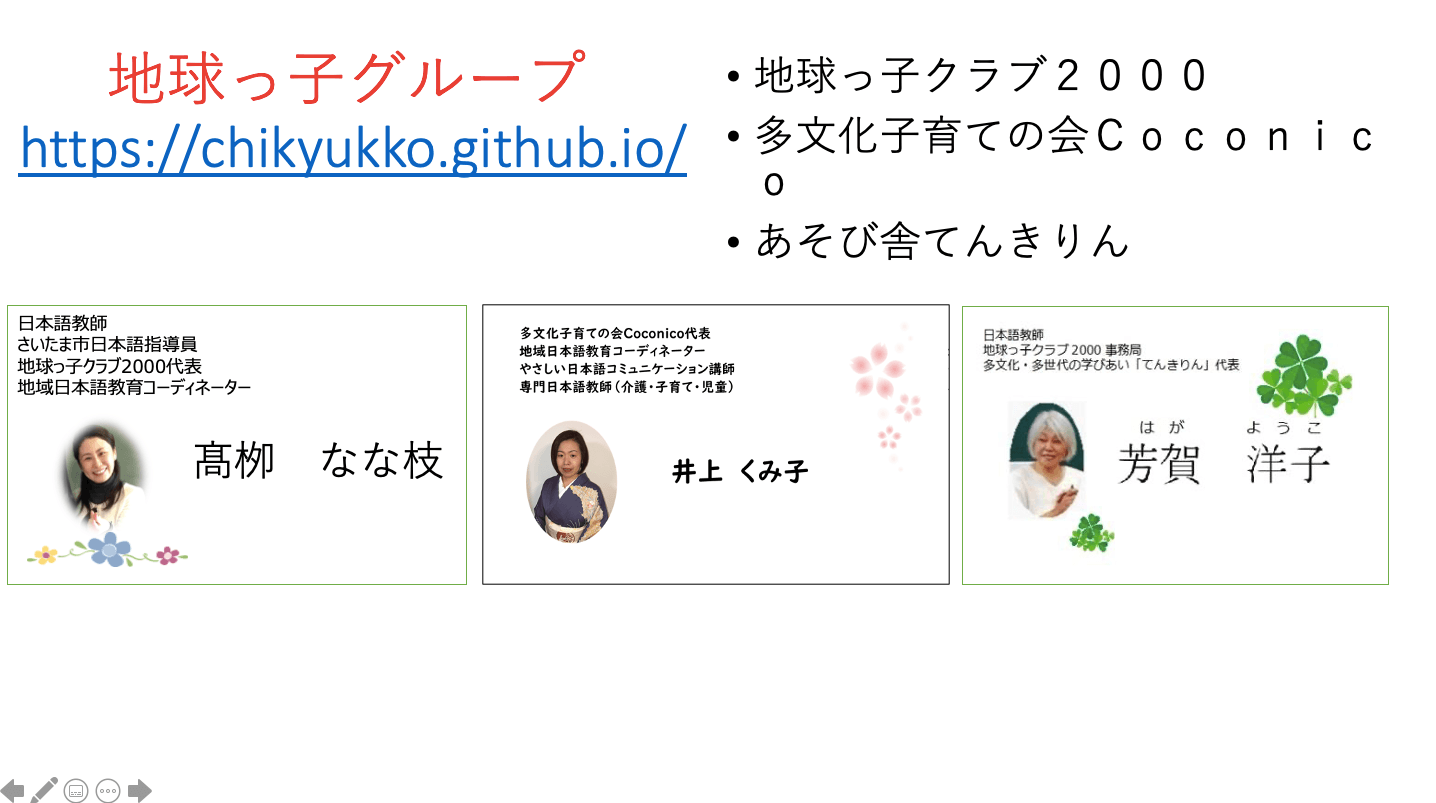 地球っ子グループ
https://chikyukko.github.io/
• 地球っ子クラブ２０００
• 多文化子育ての会Ｃｏｃｏｎｉｃ
ｏ
• あそび舎てんきりん
日本語教師
さいたま市日本語指導員
地球っ子クラブ2000代表
地域日本語教育コーディネーター
髙栁　なな枝
多文化子育ての会Coconico代表
地域日本語教育コーディネーター
やさしい日本語コミュニケーション講師
専門日本語教師（介護・子育て・児童）
井上 くみ子
日本語教師
地球っ子クラブ 2000 事務局
多文化・多世代の学びあい「てんきりん」代表
はが　ようこ
芳賀　洋子